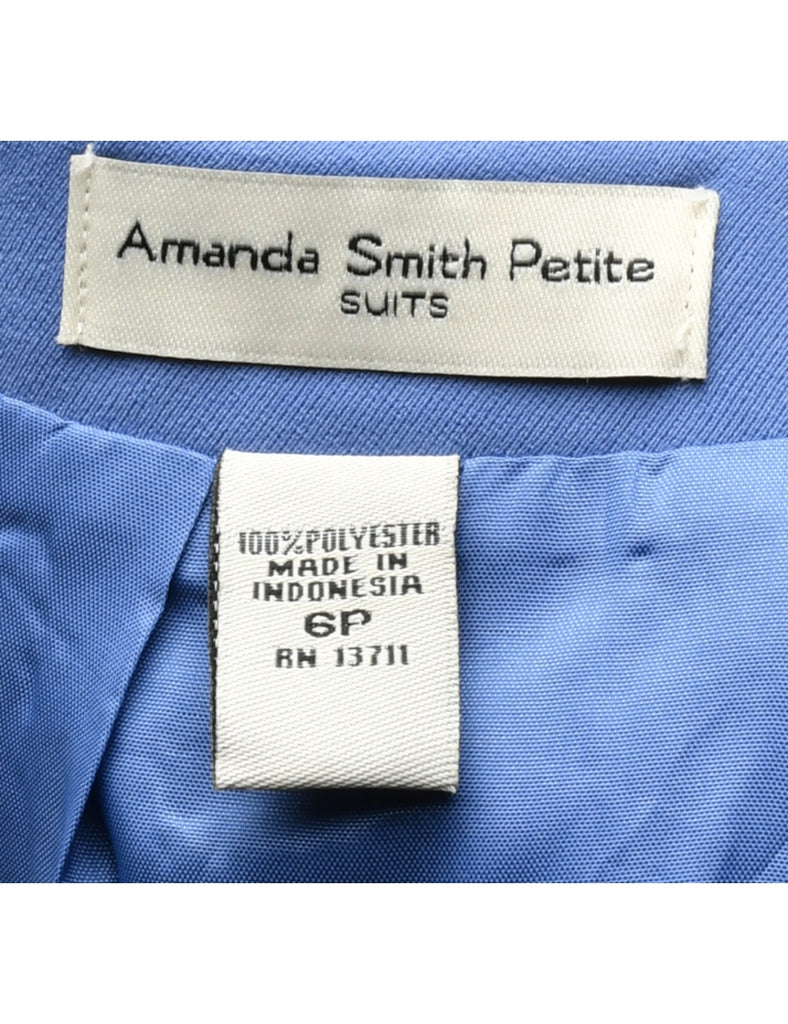 Amanda Smith Petite
SUITS
100% POLYESTER
MADE IN
INDONESIA
6P
RN 13711